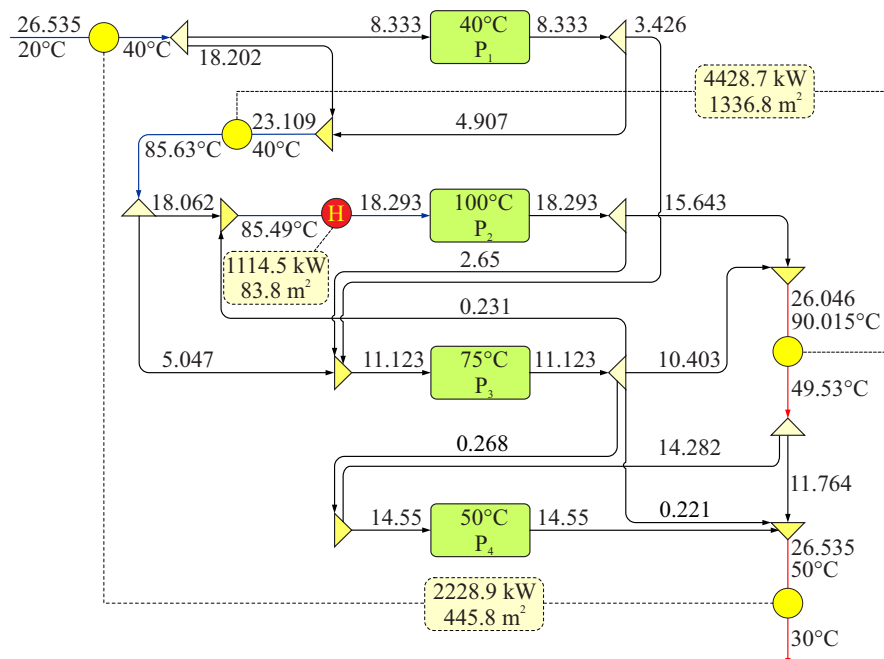 26.535
20°C
40°C
18.202
8.333
40°C
P1
8.333
3.426
4428.7 kW
1336.8 m²
23.109
40°C
4.907
85.63°C
18.062
85.49°C
H
18.293
100°C
P2
18.293
15.643
1114.5 kW
83.8 m²
2.65
0.231
26.046
90.015°C
5.047
11.123
75°C
P3
11.123
10.403
49.53°C
0.268
14.282
11.764
14.55
50°C
P4
14.55
0.221
26.535
50°C
2228.9 kW
445.8 m²
30°C